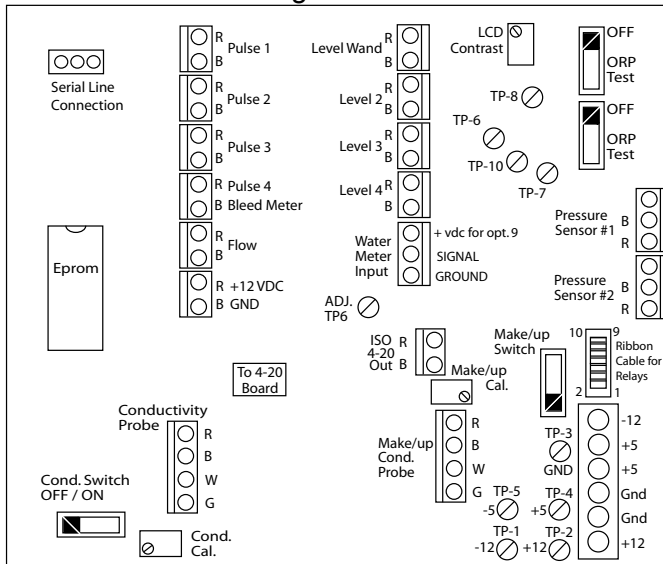 Serial Line
Connection
R
Pulse 1
B
R
Pulse 2
B
R
Pulse 3
B
R Pulse 4
B Bleed Meter
R
Flow
B
R +12 VDC
B GND
Eprom
To 4-20
Board
Conductivity
Probe
R
B
W
G
Cond. Switch
OFF / ON
Cond.
Cal.
Level Wand
R
B
Level 2
R
B
Level 3
R
B
Level 4
R
B
Water
Meter
Input
+ vdc for opt. 9
SIGNAL
GROUND
ADJ.
TP6
ISO
4-20
Out
R
B
Make/up
Cal.
Make/up
Cond.
Probe
R
B
W
G
LCD
Contrast
TP-8
TP-6
TP-10
TP-7
OFF
ORP
Test
OFF
ORP
Test
Pressure
Sensor #1
B
R
Pressure
Sensor #2
B
R
Make/up
Switch
10
9
Ribbon
Cable for
Relays
2
1
TP-3
GND
TP-5
-5
TP-4
+5
TP-1
-12
TP-2
+12
-12
+5
+5
Gnd
Gnd
+12